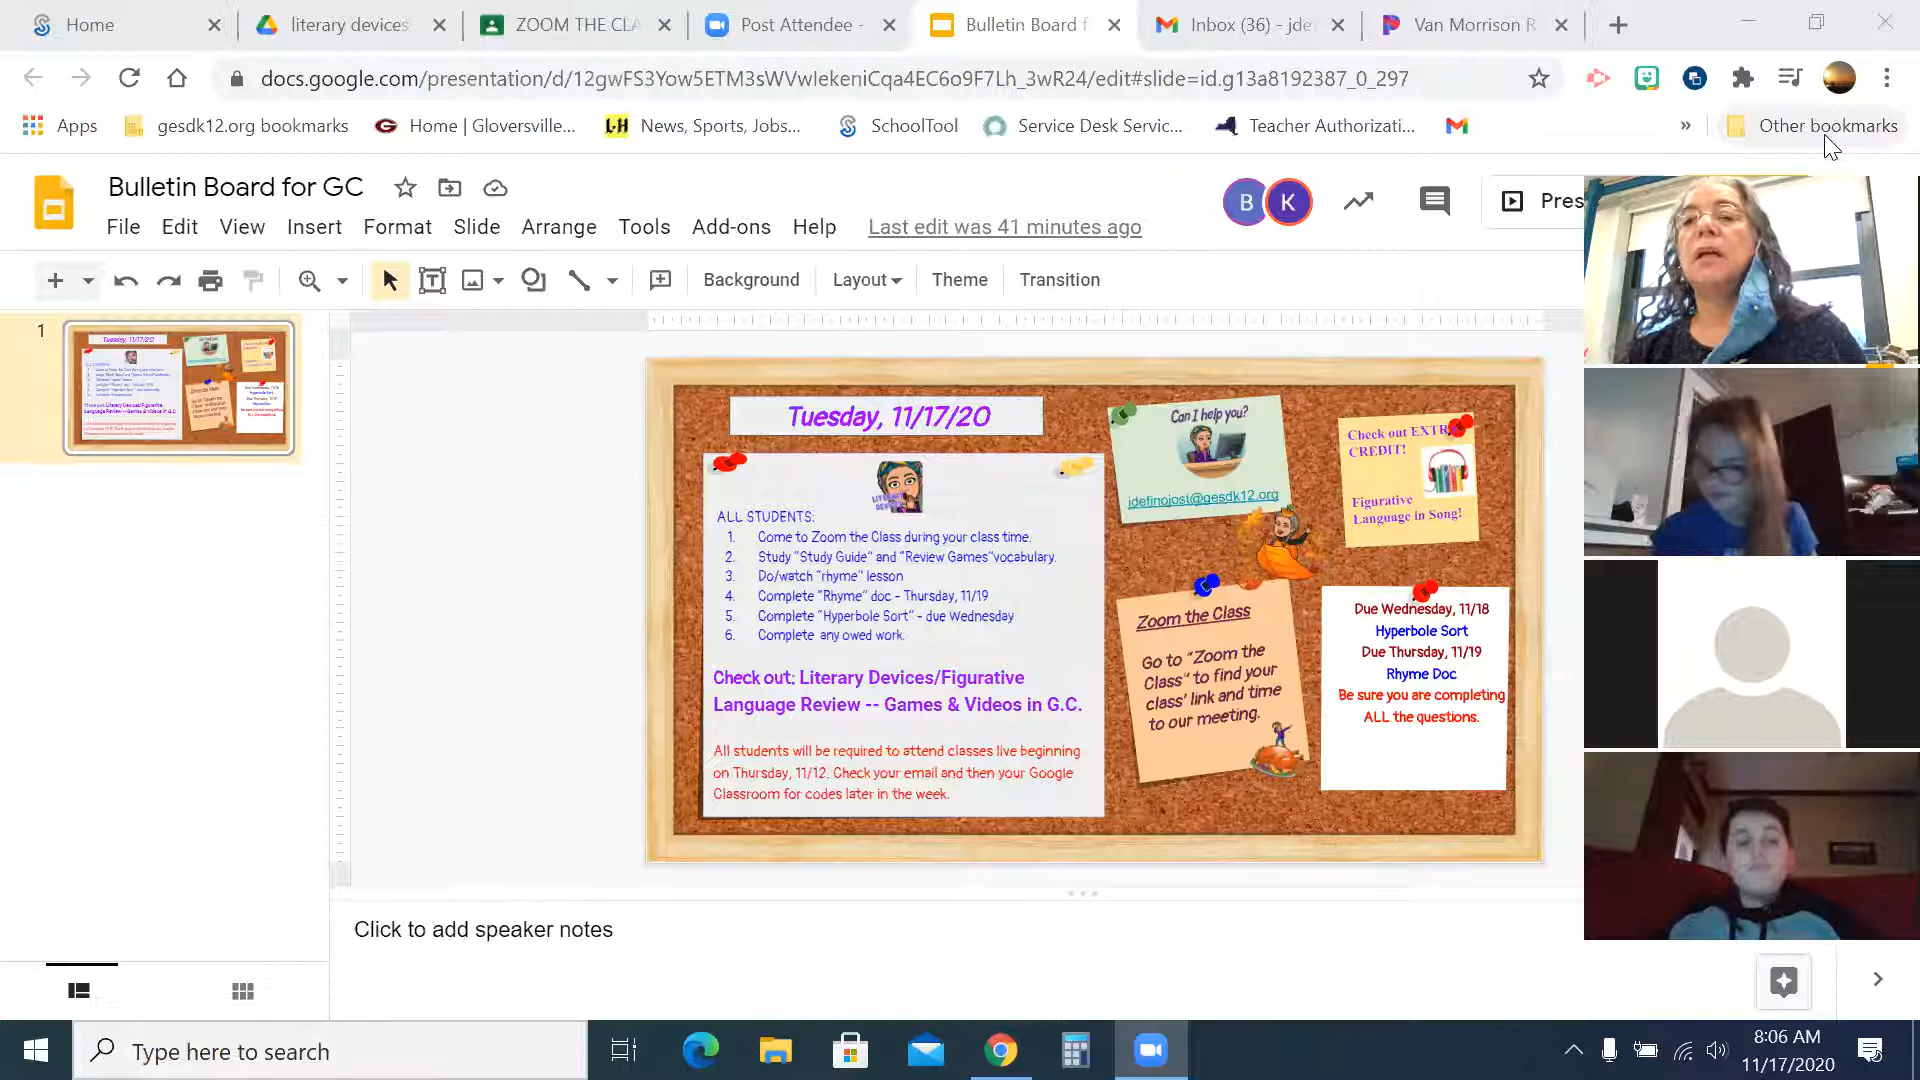 Home
literary devices
ZOOM THE CLA
Post Attendee -
Bulletin Board f
Inbox (36) - jde
Van Morrison R
docs.google.com/presentation/d/12gwFS3Yow5ETM3sWVwIekeniCqa4EC6o9F7Lh_3wR24/edit#slide=id.g13a8192387_0_297
Apps
gesdk12.org bookmarks
Home | Gloversville...
News, Sports, Jobs...
SchoolTool
Service Desk Servic...
Teacher Authorizati...
»
Other bookmarks
Bulletin Board for GC
B
K
Pres
File Edit View Insert Format Slide Arrange Tools Add-ons Help
Last edit was 41 minutes ago
Background
Layout
Theme
Transition
1
Tuesday, 11/17/20
ALL STUDENTS:
1. Come to Zoom the Class during your class time.
2. Study "Study Guide" and "Review Games"vocabulary.
3. Do/watch "rhyme" lesson
4. Complete "Rhyme" doc - Thursday, 11/19
5. Complete "Hyperbole Sort" - due Wednesday
6. Complete any owed work.
Check out: Literary Devices/Figurative
Language Review -- Games & Videos in G.C.
All students will be required to attend classes live beginning
on Thursday, 11/12. Check your email and then your Google
Classroom for codes later in the week.
Can I help you?
jdefinojost@gesdk12.org
Check out EXTR
CREDIT!
Figurative
Language in Song!
Zoom the Class
Go to "Zoom the
Class" to find your
class' link and time
to our meeting.
Due Wednesday, 11/18
Hyperbole Sort
Due Thursday, 11/19
Rhyme Doc
Be sure you are completing
ALL the questions.
Click to add speaker notes
Type here to search
8:06 AM
11/17/2020